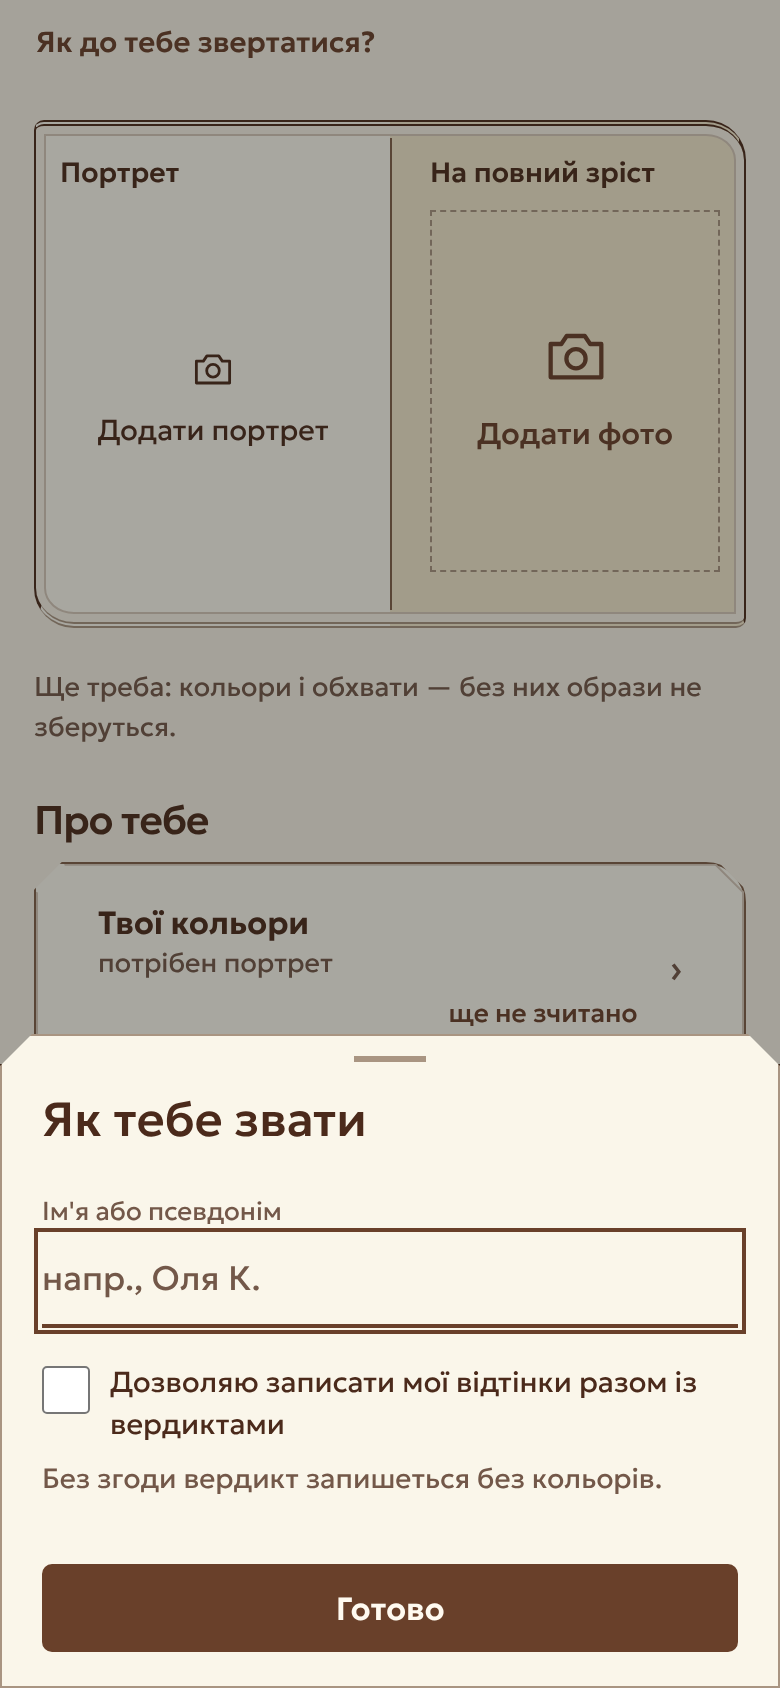 Як до тебе звертатися?
Портрет
На повний зріст
Додати портрет
Додати фото
Ще треба: кольори і обхвати — без них образи не
зберуться.
Про тебе
Твої кольори
потрібен портрет
ще не зчитано
Як тебе звати
Ім'я або псевдонім
напр., Оля К.
Дозволяю записати мої відтінки разом із
вердиктами
Без згоди вердикт запишеться без кольорів.
Готово